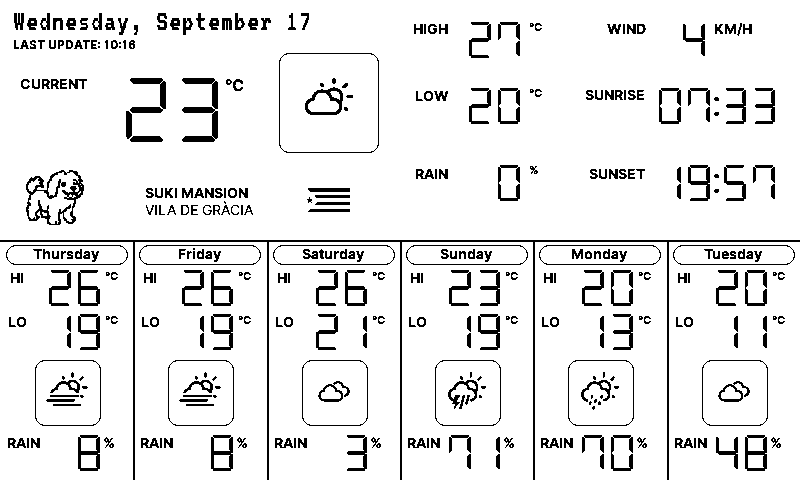 Wednesday, September 17
LAST UPDATE: 10:16
CURRENT 23 °C
HIGH 27 °C
WIND 4 KM/H
LOW 20 °C
SUNRISE 07:33
RAIN 0 %
SUNSET 19:57
SUKI MANSION
VILA DE GRÀCIA
Thursday
HI 26 °C
LO 19 °C
RAIN 8 %
Friday
HI 26 °C
LO 19 °C
RAIN 8 %
Saturday
HI 26 °C
LO 21 °C
RAIN 3 %
Sunday
HI 23 °C
LO 19 °C
RAIN 71 %
Monday
HI 20 °C
LO 13 °C
RAIN 70 %
Tuesday
HI 20 °C
LO 11 °C
RAIN 48 %